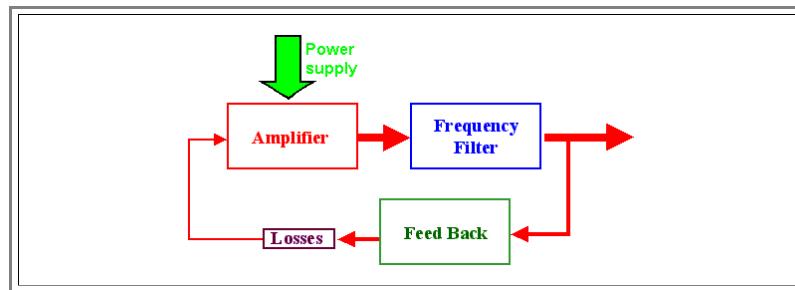 Power
supply
Amplifier
Frequency
Filter
Feed Back
Losses